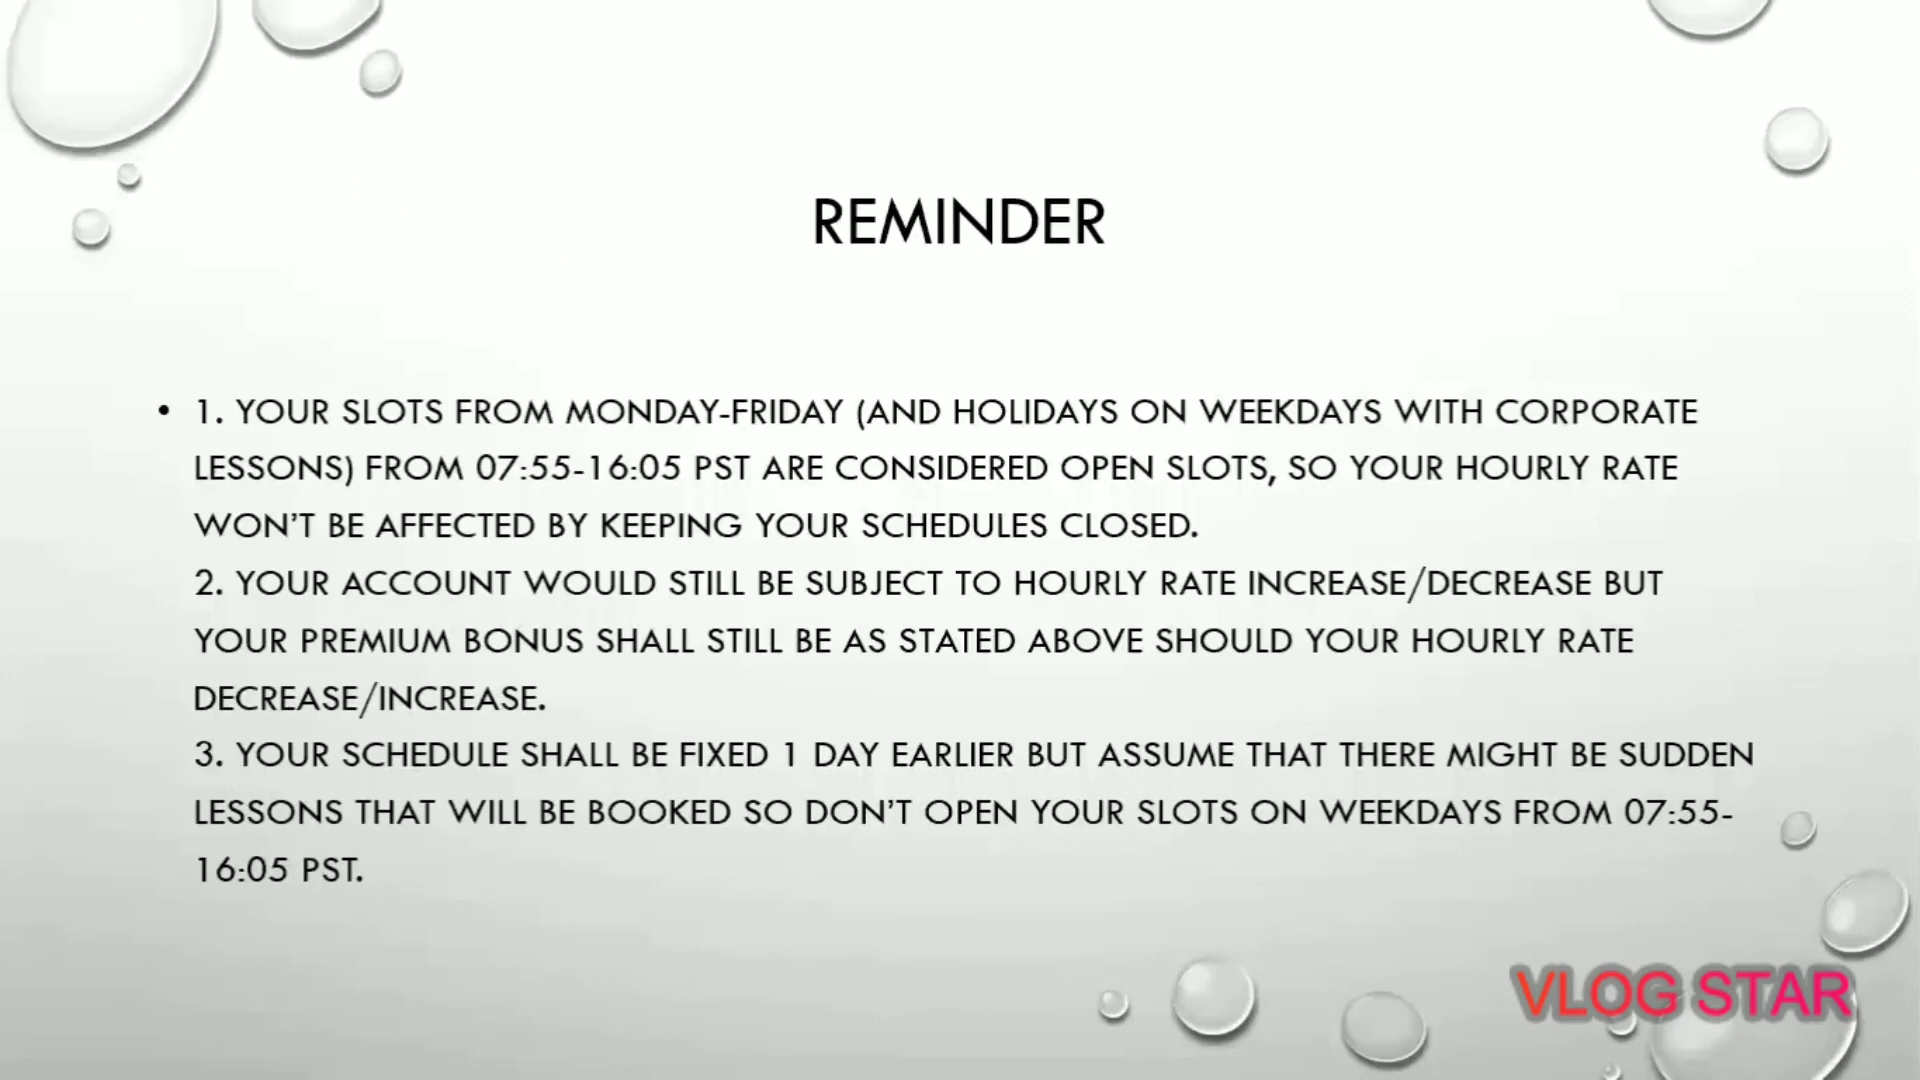 REMINDER
• 1. YOUR SLOTS FROM MONDAY-FRIDAY (AND HOLIDAYS ON WEEKDAYS WITH CORPORATE
LESSONS) FROM 07:55-16:05 PST ARE CONSIDERED OPEN SLOTS, SO YOUR HOURLY RATE
WON'T BE AFFECTED BY KEEPING YOUR SCHEDULES CLOSED.
2. YOUR ACCOUNT WOULD STILL BE SUBJECT TO HOURLY RATE INCREASE/DECREASE BUT
YOUR PREMIUM BONUS SHALL STILL BE AS STATED ABOVE SHOULD YOUR HOURLY RATE
DECREASE/INCREASE.
3. YOUR SCHEDULE SHALL BE FIXED 1 DAY EARLIER BUT ASSUME THAT THERE MIGHT BE SUDDEN
LESSONS THAT WILL BE BOOKED SO DON'T OPEN YOUR SLOTS ON WEEKDAYS FROM 07:55-
16:05 PST.
VLOG STAR